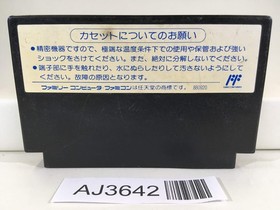 カセットについてのお願い
●精密機器ですので、極端な温度条件下での使用や保管および強い
ショックをさけてください。また、絶対に分解しないでください。
●端子部に手を触れたり、水にぬらしたりして汚さないようにして
ください。故障の原因となります。
ファミリーコンピュータ ファミコンは任天堂の商標です。
AJ3642